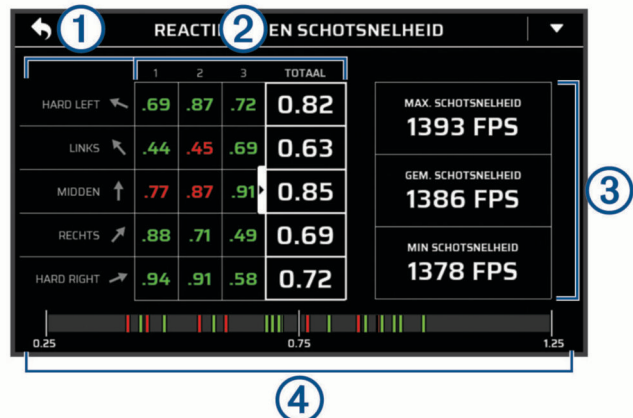 REACTI EN SCHOTSNELHEID
1
2
1 2 3 TOTAAL
HARD LEFT .69 .87 .72 0.82
LINKS .44 .45 .69 0.63
MIDDEN .77 .87 .91 0.85
RECHTS .88 .71 .49 0.69
HARD RIGHT .94 .91 .58 0.72
MAX. SCHOTSNELHEID
1393 FPS
GEM. SCHOTSNELHEID
1386 FPS
MIN SCHOTSNELHEID
1378 FPS
3
0.25 0.75 1.25
4